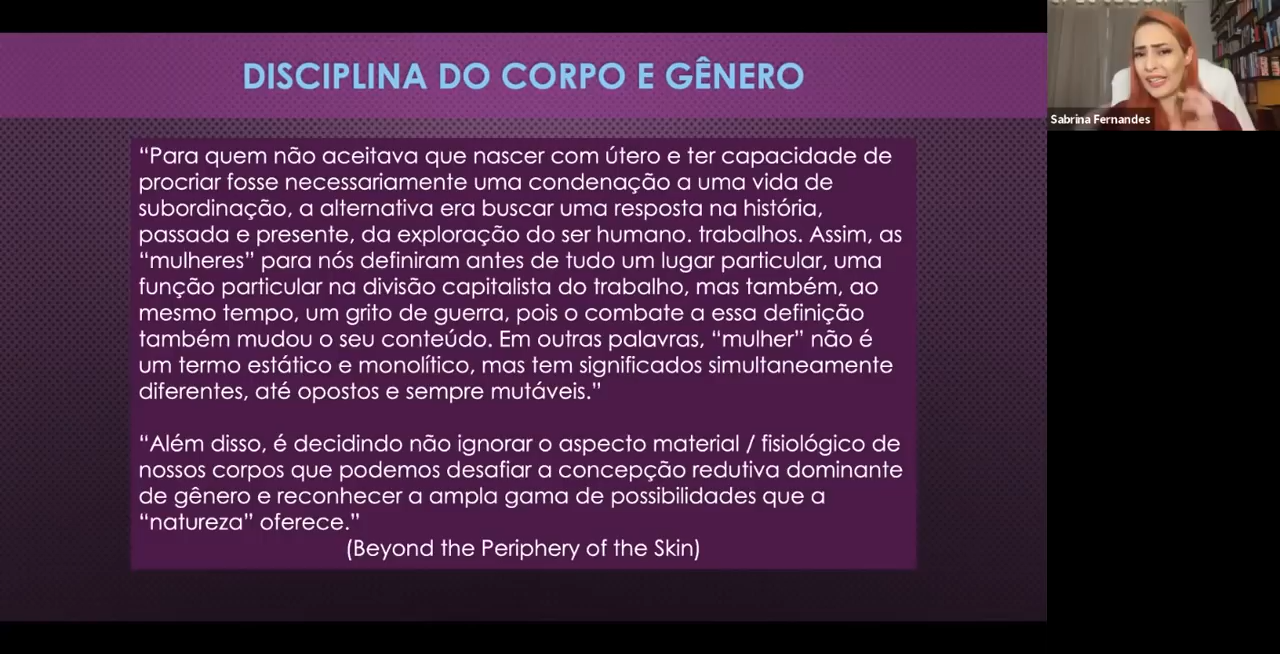 DISCIPLINA DO CORPO E GÊNERO
“Para quem não aceitava que nascer com útero e ter capacidade de
procriar fosse necessariamente uma condenação a uma vida de
subordinação, a alternativa era buscar uma resposta na história,
passada e presente, da exploração do ser humano. trabalhos. Assim, as
“mulheres” para nós definiram antes de tudo um lugar particular, uma
função particular na divisão capitalista do trabalho, mas também, ao
mesmo tempo, um grito de guerra, pois o combate a essa definição
também mudou o seu conteúdo. Em outras palavras, “mulher” não é
um termo estático e monolítico, mas tem significados simultaneamente
diferentes, até opostos e sempre mutáveis.”
“Além disso, é decidindo não ignorar o aspecto material / fisiológico de
nossos corpos que podemos desafiar a concepção redutiva dominante
de gênero e reconhecer a ampla gama de possibilidades que a
“natureza” oferece.”
(Beyond the Periphery of the Skin)
Sabrina Fernandes